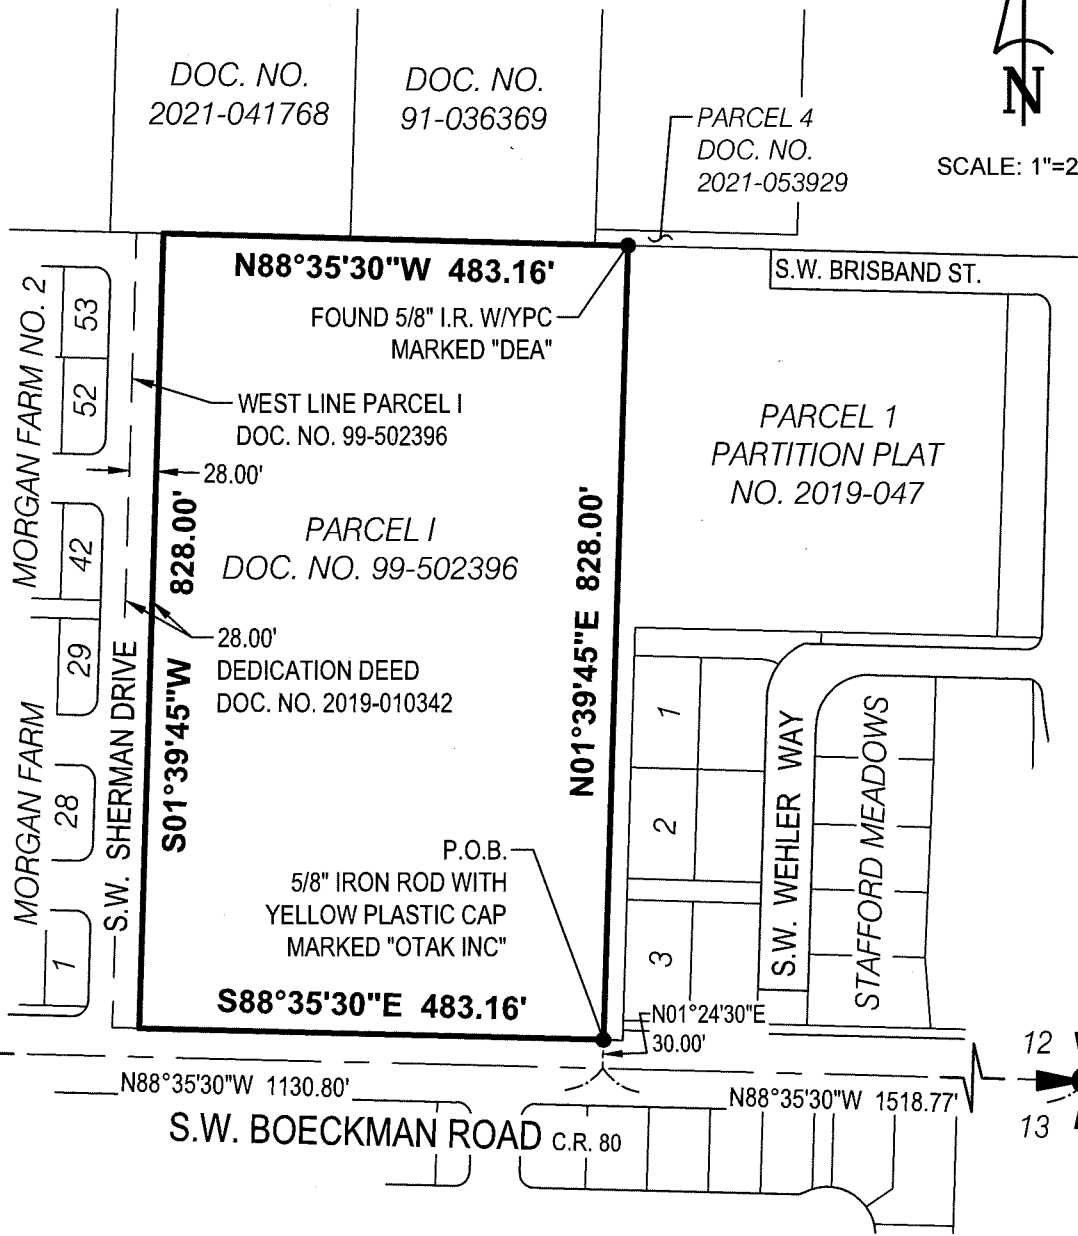 DOC. NO.
2021-041768
DOC. NO.
91-036369
PARCEL 4
DOC. NO.
2021-053929
N
SCALE: 1"=2
N88°35'30"W 483.16'
S.W. BRISBAND ST.
FOUND 5/8" I.R. W/YPC
MARKED "DEA"
MORGAN FARM NO. 2
53
52
WEST LINE PARCEL I
DOC. NO. 99-502396
28.00'
PARCEL 1
PARTITION PLAT
NO. 2019-047
PARCEL I
DOC. NO. 99-502396
S01°39'45"W 828.00'
N01°39'45"E 828.00'
42
29
28.00'
DEDICATION DEED
DOC. NO. 2019-010342
S.W. SHERMAN DRIVE
MORGAN FARM
28
1
1
2
3
S.W. WEHLER WAY
STAFFORD MEADOWS
P.O.B.
5/8" IRON ROD WITH
YELLOW PLASTIC CAP
MARKED "OTAK INC"
S88°35'30"E 483.16'
N01°24'30"E
30.00'
12
13
N88°35'30"W 1130.80'
N88°35'30"W 1518.77'
S.W. BOECKMAN ROAD C.R. 80